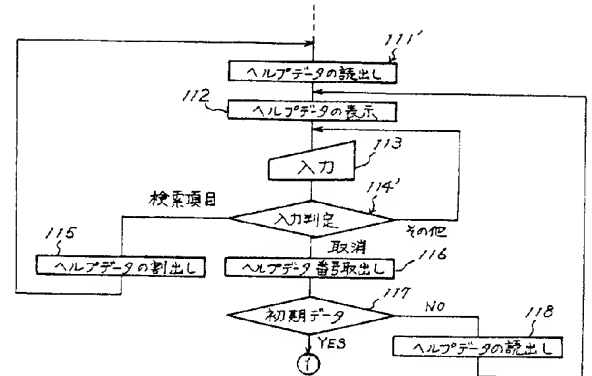 111'
ヘルプデータの読出し
112
ヘルプデータの表示
113
入力
検索項目
114'
入力判定
その他
115
ヘルプデータの割出し
取消
116
ヘルプデータ番号取出し
117
初期データ
NO
118
YES
ヘルプデータの読出し
1